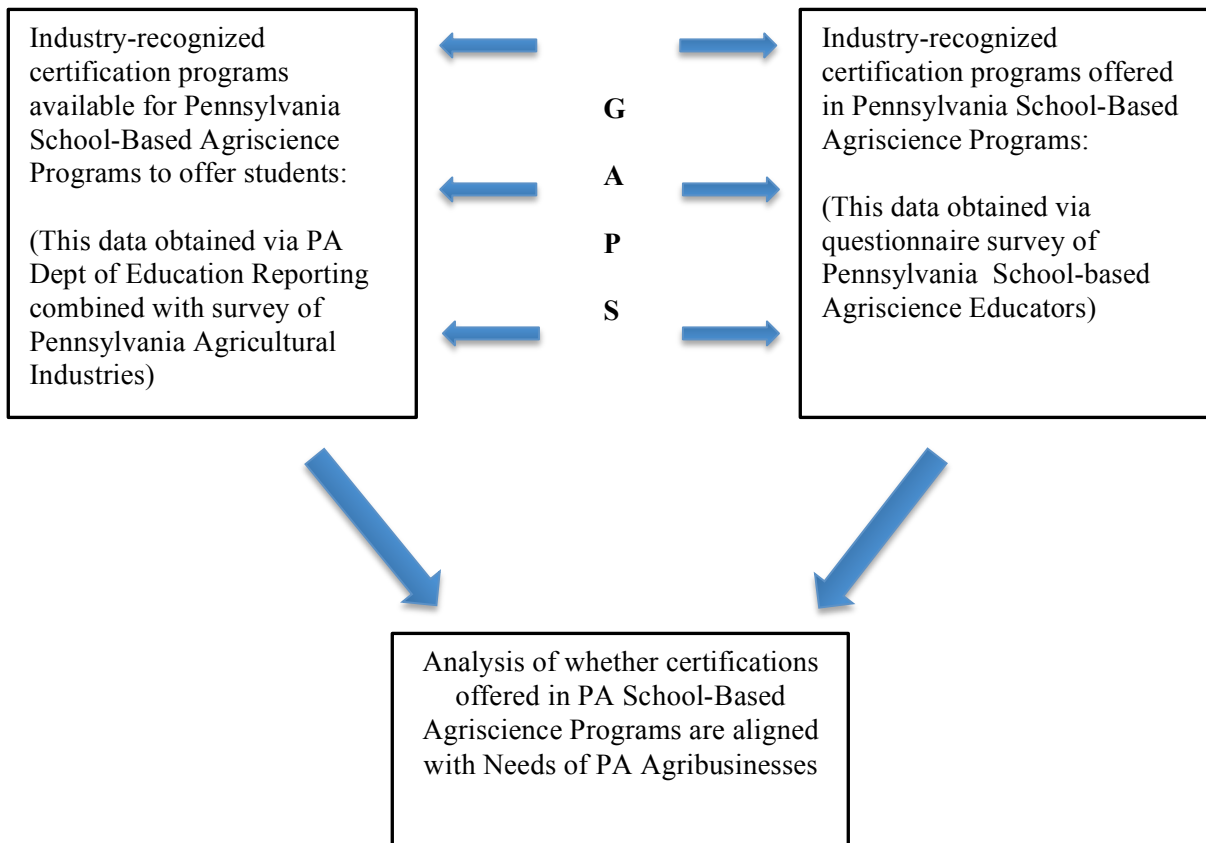 Industry-recognized
certification programs
available for Pennsylvania
School-Based Agriscience
Programs to offer students:
(This data obtained via PA
Dept of Education Reporting
combined with survey of
Pennsylvania Agricultural
Industries)
G
A
P
S
Industry-recognized
certification programs offered
in Pennsylvania School-Based
Agriscience Programs:
(This data obtained via
questionnaire survey of
Pennsylvania School-based
Agriscience Educators)
Analysis of whether certifications
offered in PA School-Based
Agriscience Programs are aligned
with Needs of PA Agribusinesses